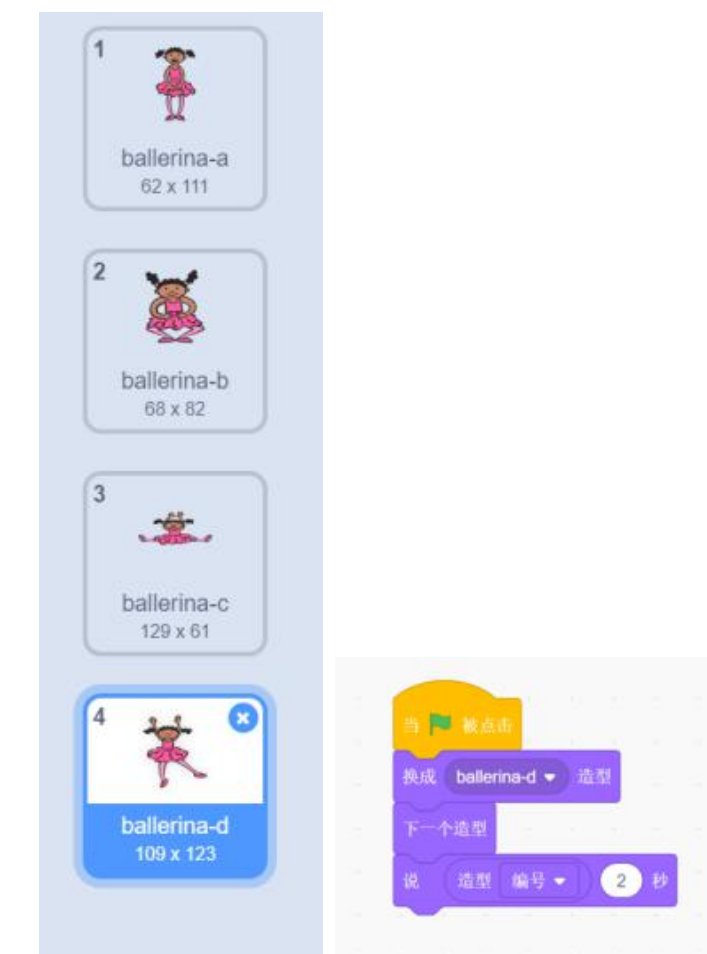 1
ballerina-a
62 x 111
2
ballerina-b
68 x 82
3
ballerina-c
129 x 61
4
ballerina-d
109 x 123
当 被点击
换成 ballerina-d 造型
下一个造型
说 造型 编号 2 秒